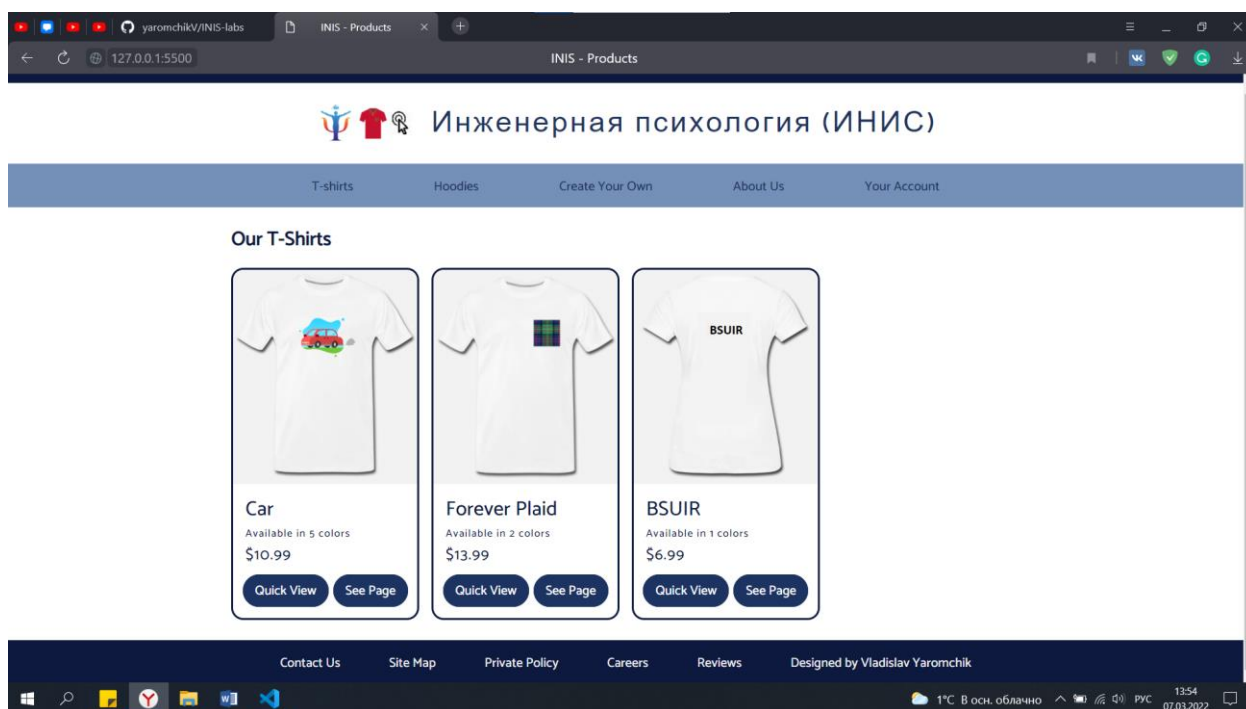 yaromchikV/INIS-labs
INIS - Products
127.0.0.1:5500
INIS - Products
Инженерная психология (ИНИС)
T-shirts Hoodies Create Your Own About Us Your Account
Our T-Shirts
BSUIR
Car Forever Plaid BSUIR
Available in 5 colors Available in 2 colors Available in 1 colors
$10.99 $13.99 $6.99
Quick View See Page Quick View See Page Quick View See Page
Contact Us Site Map Private Policy Careers Reviews Designed by Vladislav Yaromchik
1°C В осн. облачно РУС 13:54
07.03.2022